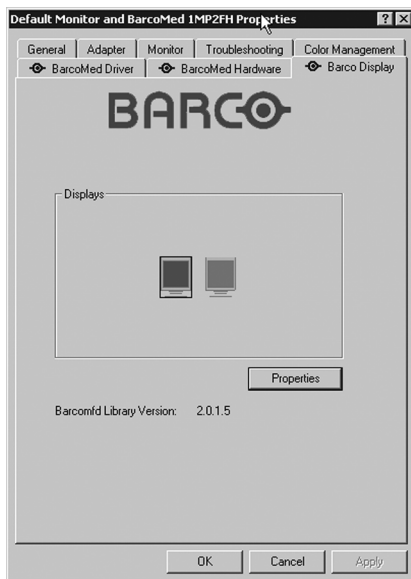 Default Monitor and BarcoMed 1MP2FH Properties ? X
General Adapter Monitor Troubleshooting Color Management
BarcoMed Driver BarcoMed Hardware Barco Display
BARCO
Displays
Properties
Barcomfd Library Version: 2.0.1.5
OK Cancel Apply